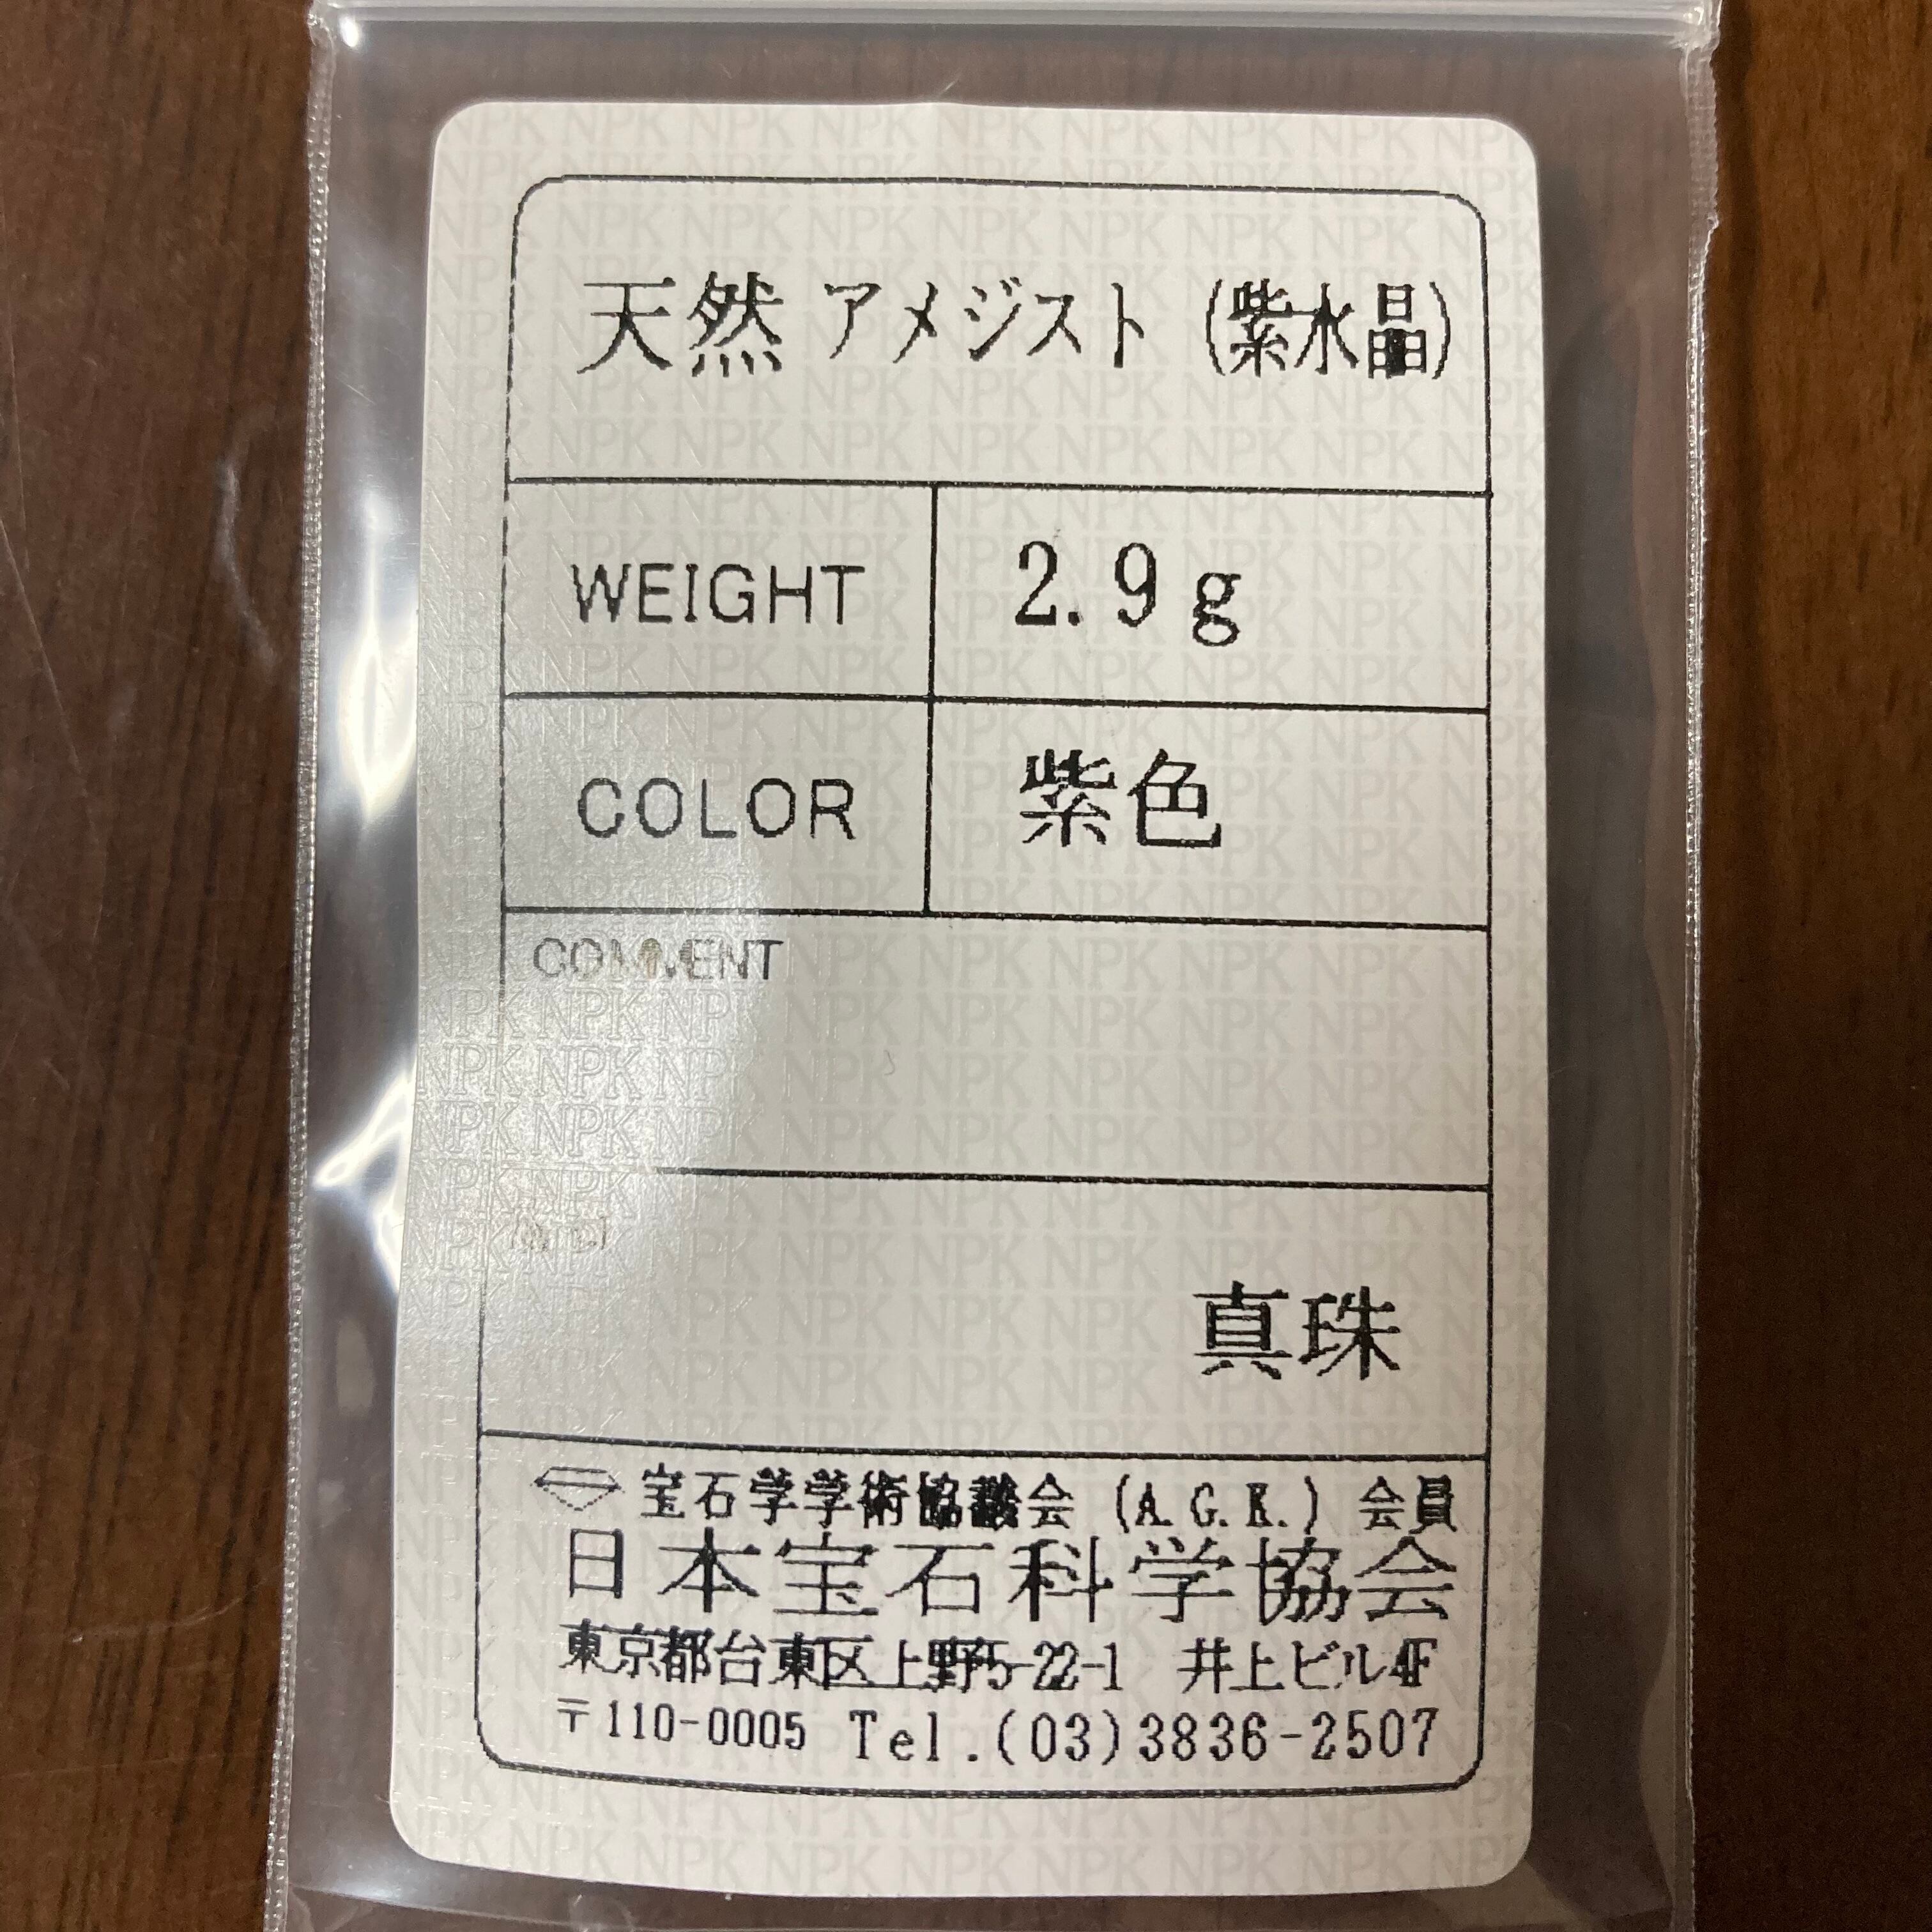 天然 アメジスト (紫水晶)
WEIGHT 2.9g
COLOR 紫色
COMMENT
真珠
宝石学学術協議会 (A.G.K.) 会員
日本宝石科学協会
東京都台東区上野5-22-1 井上ビル4F
〒110-0005 Tel.(03)3836-2507